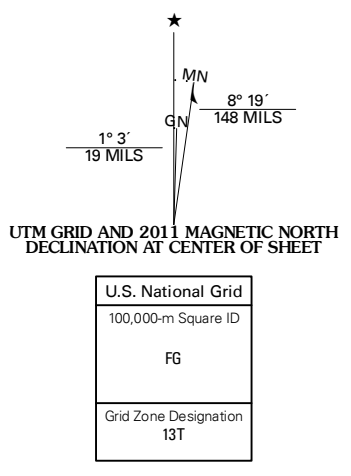 ★
MN
GN
8° 19´
148 MILS
1° 3´
19 MILS
UTM GRID AND 2011 MAGNETIC NORTH
DECLINATION AT CENTER OF SHEET
U.S. National Grid
100,000-m Square ID
FG
Grid Zone Designation
13T